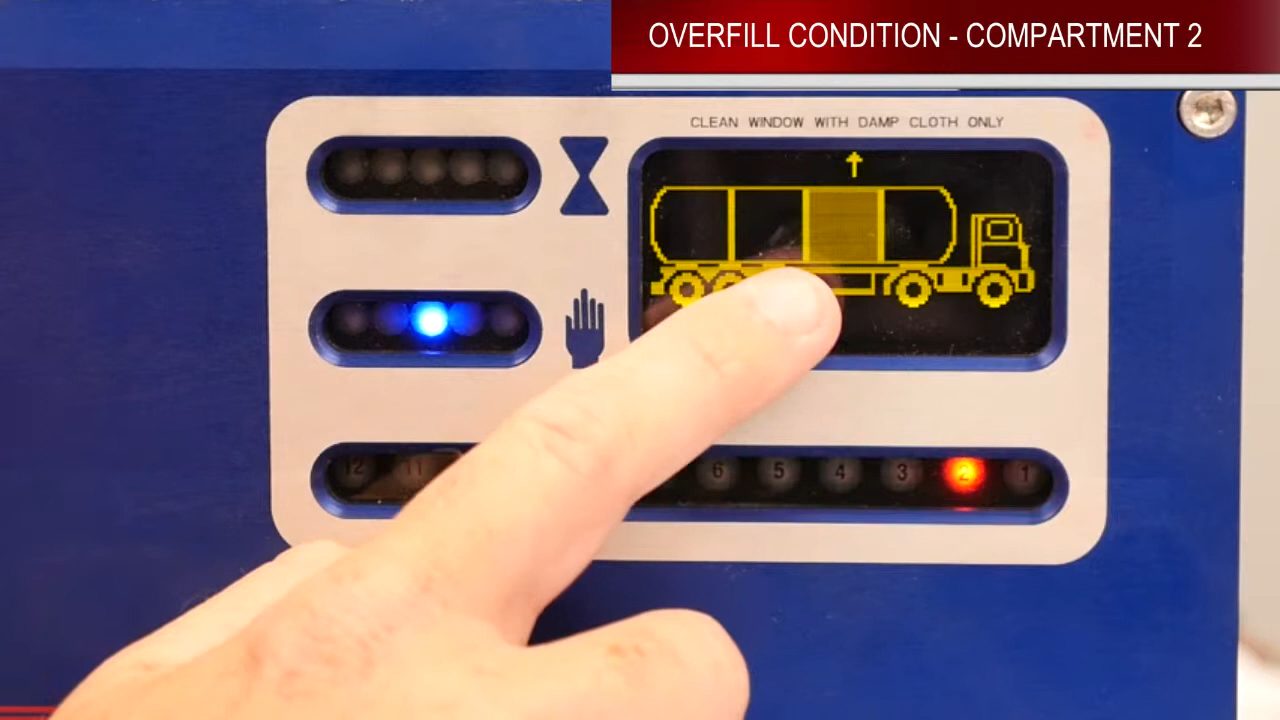 OVERFILL CONDITION - COMPARTMENT 2
CLEAN WINDOW WITH DAMP CLOTH ONLY
12 11 6 5 4 3 2 1